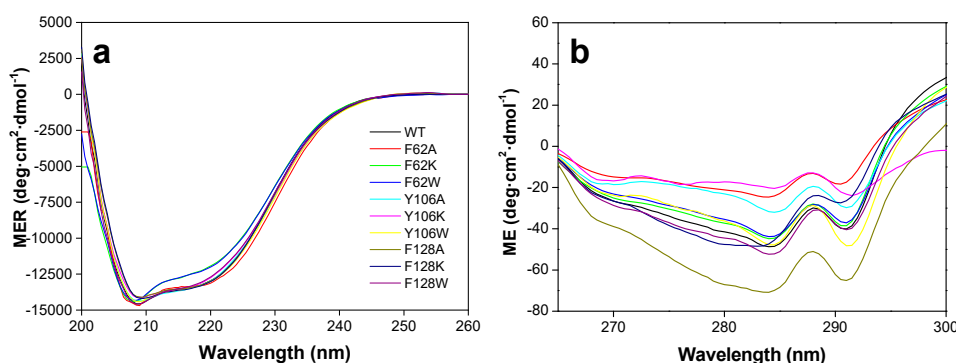 a
MER (deg·cm²·dmol⁻¹)
5000
2500
0
-2500
-5000
-7500
-10000
-12500
-15000
200 210 220 230 240 250 260
Wavelength (nm)
WT
F62A
F62K
F62W
Y106A
Y106K
Y106W
F128A
F128K
F128W
b
ME (deg·cm²·dmol⁻¹)
60
40
20
0
-20
-40
-60
-80
270 280 290 300
Wavelength (nm)